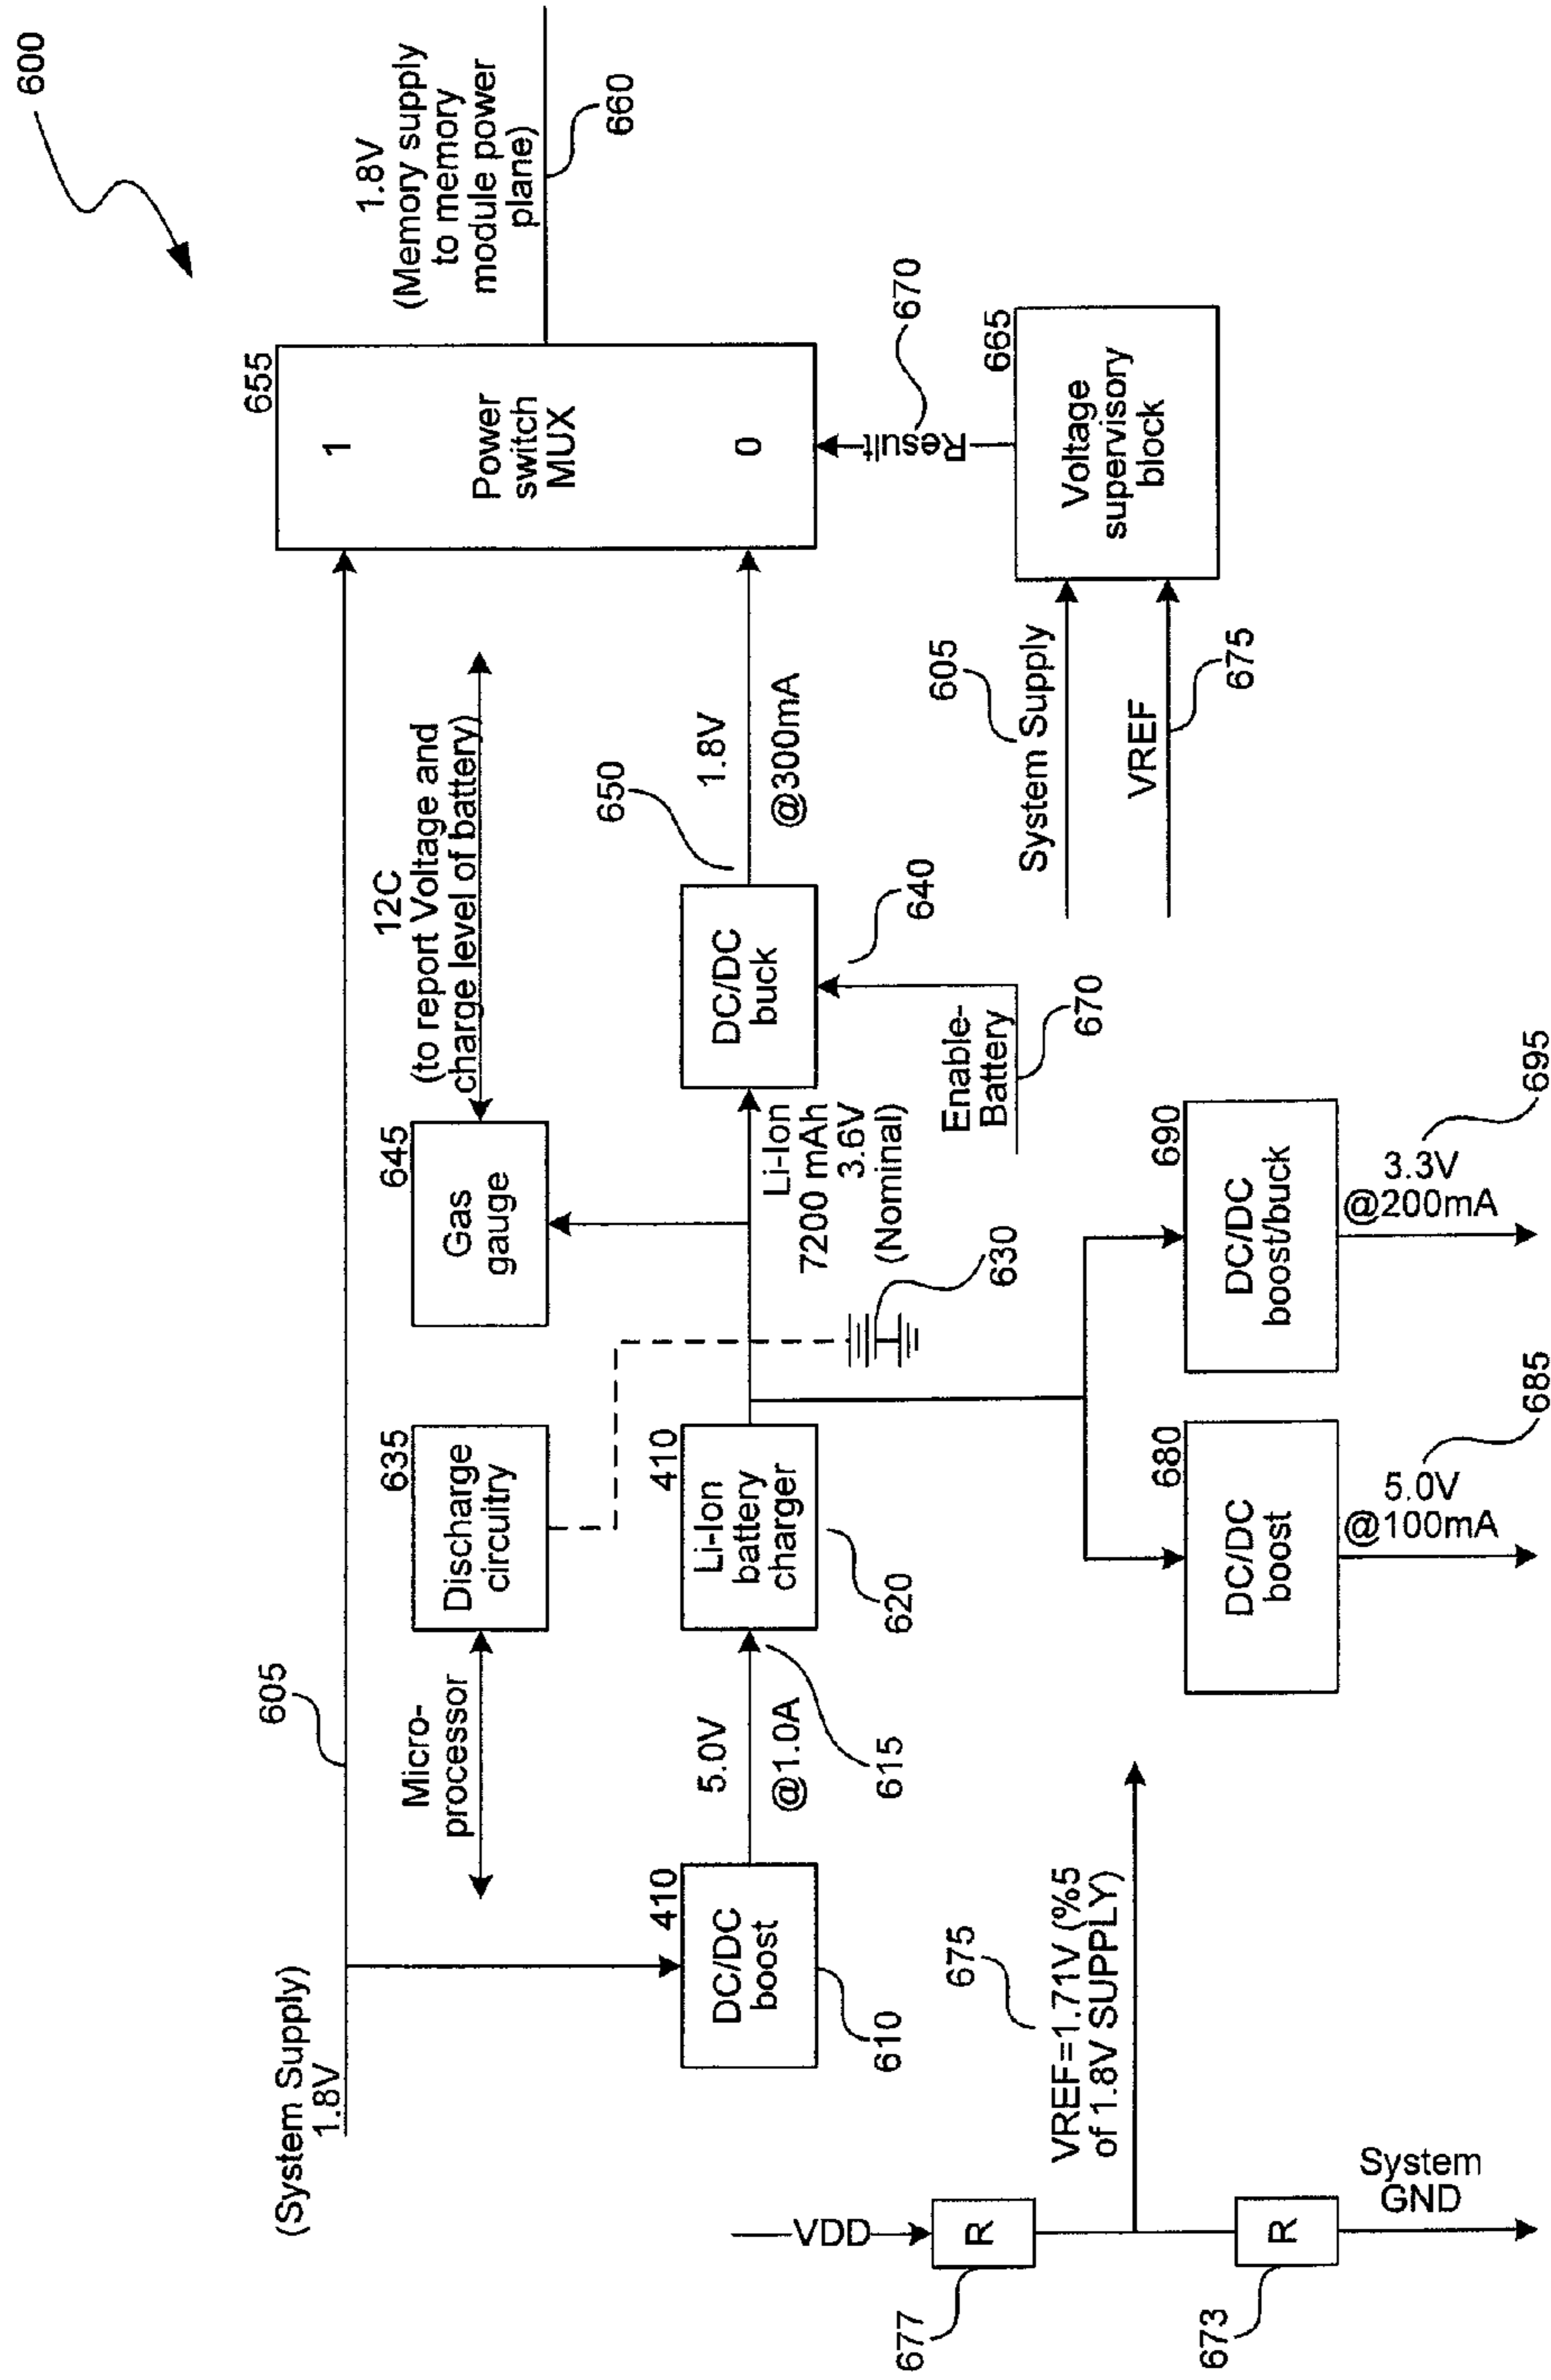 600
(System Supply)
1.8V
605
655
1
Power
switch
MUX
0
1.8V
(Memory supply
to memory
module power
plane)
660
Micro-
processor
635
Discharge
circuitry
645
Gas
gauge
12C
(to report Voltage and
charge level of battery)
410
DC/DC
boost
610
5.0V
@1.0A
615
410
Li-Ion
battery
charger
620
Li-Ion
7200 mAh
3.6V
(Nominal)
630
DC/DC
buck
640
650
1.8V
@300mA
Enable-
Battery
670
Result
670
605
System Supply
VREF
675
665
Voltage
supervisory
block
VDD
R
677
675
VREF=1.71V (%5
of 1.8V SUPPLY)
R
673
System
GND
680
DC/DC
boost
5.0V
@100mA
685
690
DC/DC
boost/buck
3.3V
@200mA
695